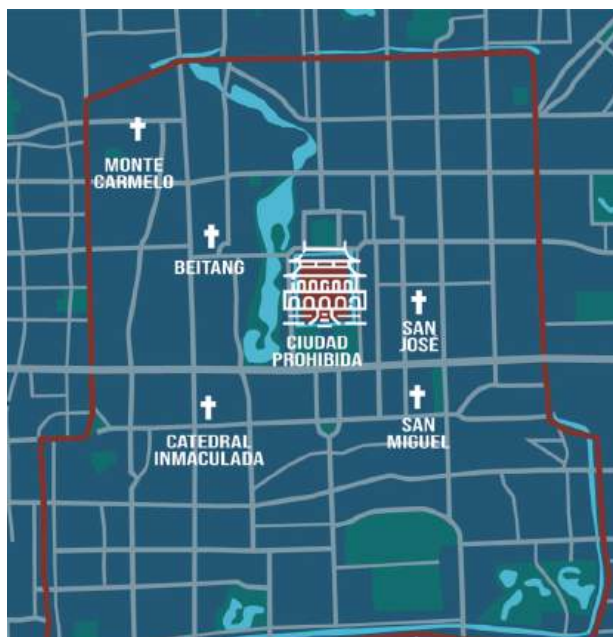 MONTE
CARMELO
BEITANG
CIUDAD
PROHIBIDA
SAN
JOSÉ
CATEDRAL
INMACULADA
SAN
MIGUEL